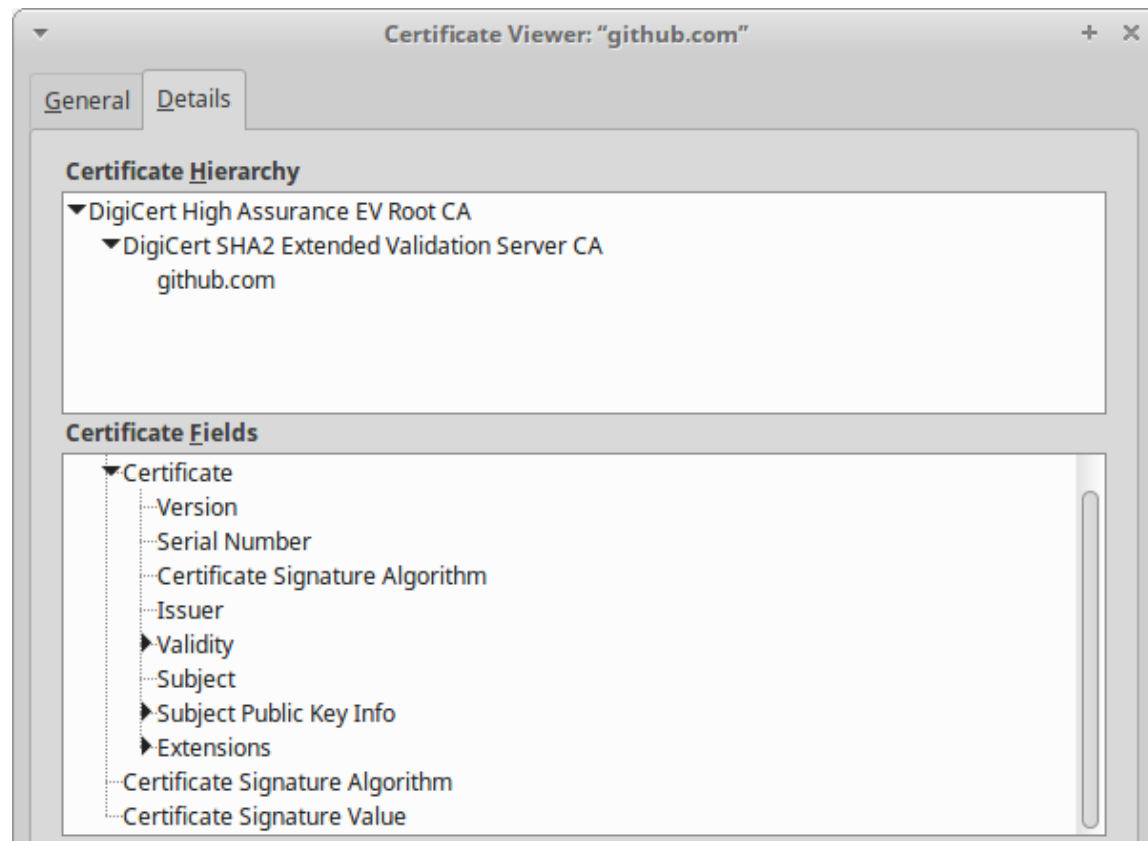 Certificate Viewer: “github.com”
General Details
Certificate Hierarchy
DigiCert High Assurance EV Root CA
DigiCert SHA2 Extended Validation Server CA
github.com
Certificate Fields
Certificate
Version
Serial Number
Certificate Signature Algorithm
Issuer
Validity
Subject
Subject Public Key Info
Extensions
Certificate Signature Algorithm
Certificate Signature Value